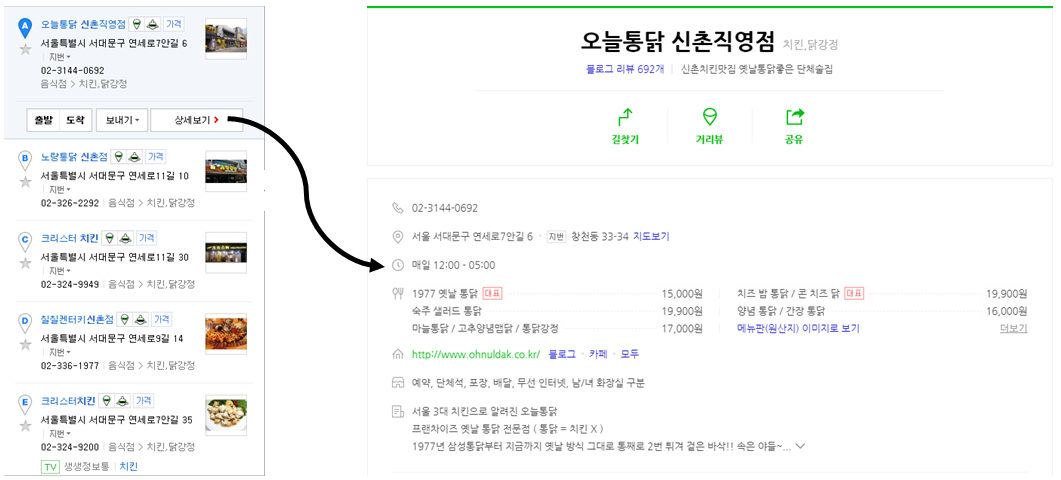 A 오늘통닭 신촌직영점 가격
서울특별시 서대문구 연세로7안길 6
지번
02-3144-0692
음식점 > 치킨,닭강정
출발 도착 보내기 상세보기 >
B 노랑통닭 신촌점 가격
서울특별시 서대문구 연세로11길 10
지번
02-326-2292 음식점 > 치킨,닭강정
C 크리스터 치킨 가격
서울특별시 서대문구 연세로11길 30
지번
02-324-9949 음식점 > 치킨,닭강정
D 칠칠켄터키신촌점 가격
서울특별시 서대문구 연세로9길 14
지번
02-336-1977 음식점 > 치킨,닭강정
E 크리스터치킨 가격
서울특별시 서대문구 연세로7안길 35
지번
02-324-9200 음식점 > 치킨,닭강정
TV 생생정보통 치킨
오늘통닭 신촌직영점 치킨,닭강정
블로그 리뷰 692개 신촌치킨맛집 옛날통닭좋은 단체술집
길찾기 거리뷰 공유
02-3144-0692
서울 서대문구 연세로7안길 6 · 지번 창천동 33-34 지도보기
매일 12:00 - 05:00
1977 옛날 통닭 대표 15,000원 치즈 밤 통닭 / 콘 치즈 닭 대표 19,900원
숙주 샐러드 통닭 19,900원 양념 통닭 / 간장 통닭 16,000원
마늘통닭 / 고추양념맵닭 / 통닭강정 17,000원 메뉴판(원산지) 이미지로 보기 더보기
http://www.ohnuldak.co.kr/ 블로그 · 카페 · 모두
예약, 단체석, 포장, 배달, 무선 인터넷, 남/녀 화장실 구분
서울 3대 치킨으로 알려진 오늘통닭
프랜차이즈 옛날 통닭 전문점 ( 통닭 = 치킨 X )
1977년 삼성통닭부터 지금까지 옛날 방식 그대로 통째로 2번 튀겨 겉은 바삭!! 속은 야들~...